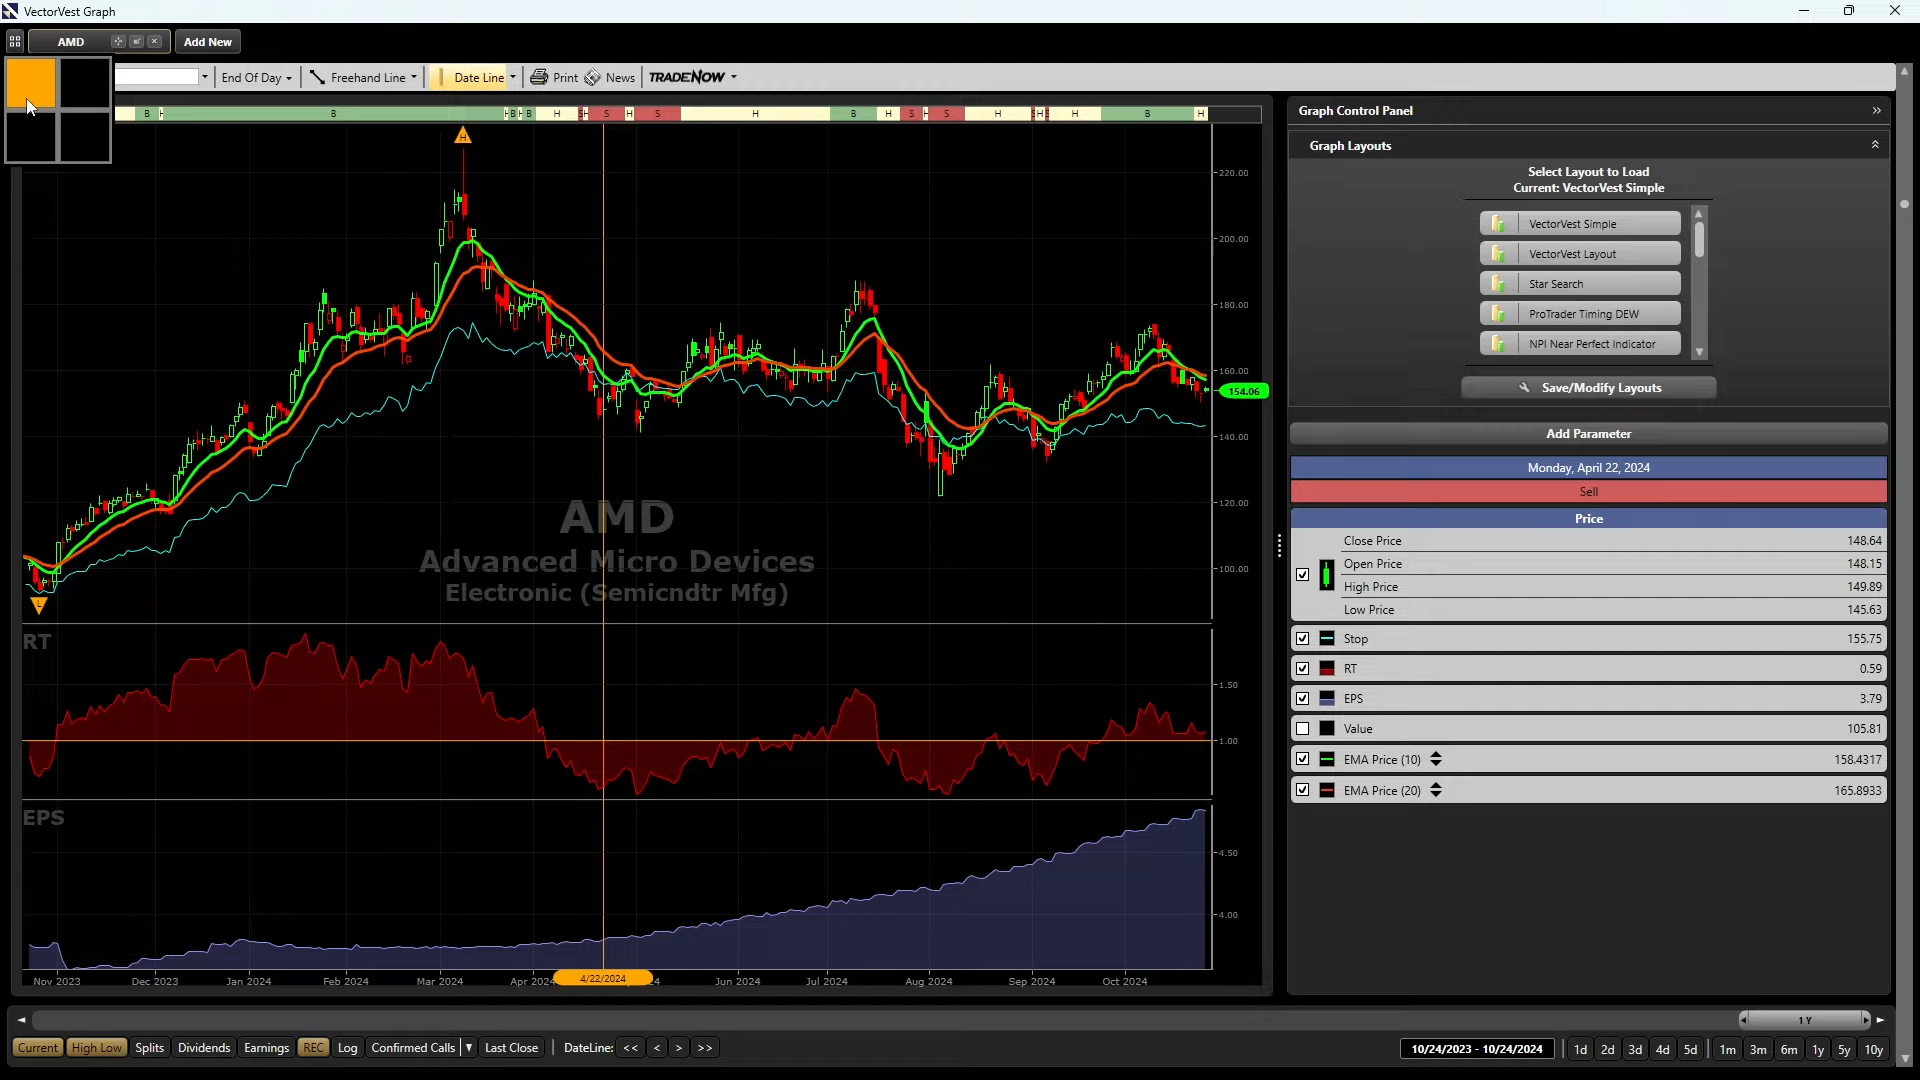 VectorVest Graph
AMD
Add New
End Of Day
Freehand Line
Date Line
Print
News
TRADENOW
B H B H B H B H S H S H S H S H B H S H S H S H S H B H
220.00
200.00
180.00
160.00
154.06
140.00
120.00
100.00
H
L
AMD
Advanced Micro Devices
Electronic (Semicndtr Mfg)
RT
1.50
1.00
EPS
4.50
4.00
Nov 2023 Dec 2023 Jan 2024 Feb 2024 Mar 2024 Apr 2024 4/22/2024 Jun 2024 Jul 2024 Aug 2024 Sep 2024 Oct 2024
Graph Control Panel
Graph Layouts
Select Layout to Load
Current: VectorVest Simple
VectorVest Simple
VectorVest Layout
Star Search
ProTrader Timing DEW
NPI Near Perfect Indicator
Save/Modify Layouts
Add Parameter
Monday, April 22, 2024
Sell
Price
Close Price 148.64
Open Price 148.15
High Price 149.89
Low Price 145.63
Stop 155.75
RT 0.59
EPS 3.79
Value 105.81
EMA Price (10) 158.4317
EMA Price (20) 165.8933
1 Y
Current High Low Splits Dividends Earnings REC Log Confirmed Calls Last Close DateLine: << < > >> 10/24/2023 - 10/24/2024 1d 2d 3d 4d 5d 1m 3m 6m 1y 5y 10y